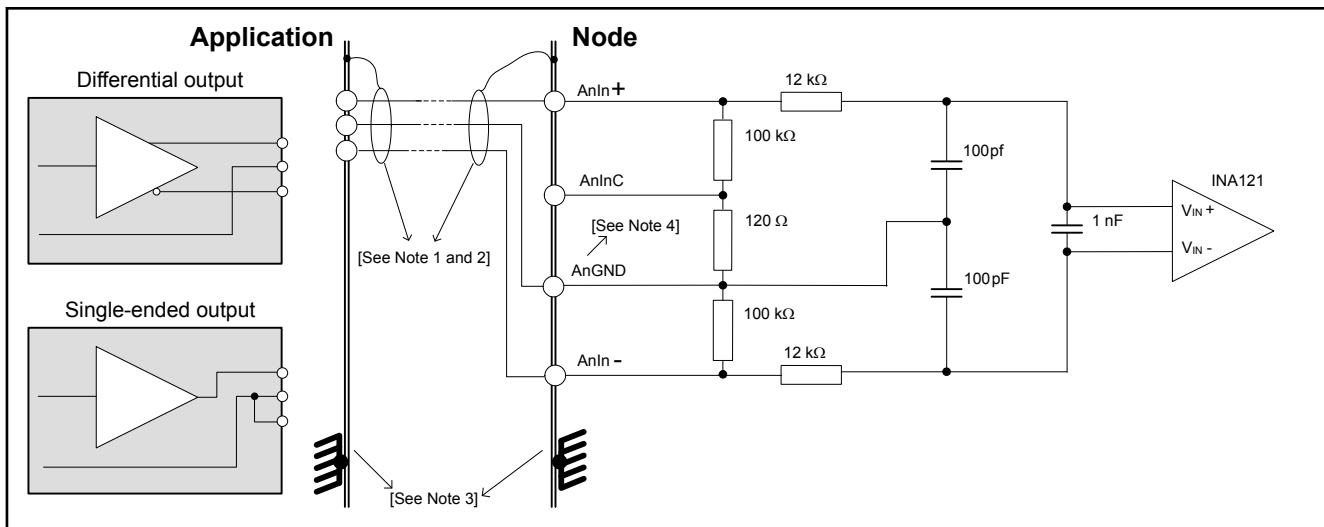 Application
Node
Differential output
Single-ended output
[See Note 1 and 2]
[See Note 3]
AnIn+
AnInC
[See Note 4]
AnGND
AnIn-
12 kΩ
100 kΩ
120 Ω
100 kΩ
12 kΩ
100pf
100pF
1 nF
INA121
VIN +
VIN -